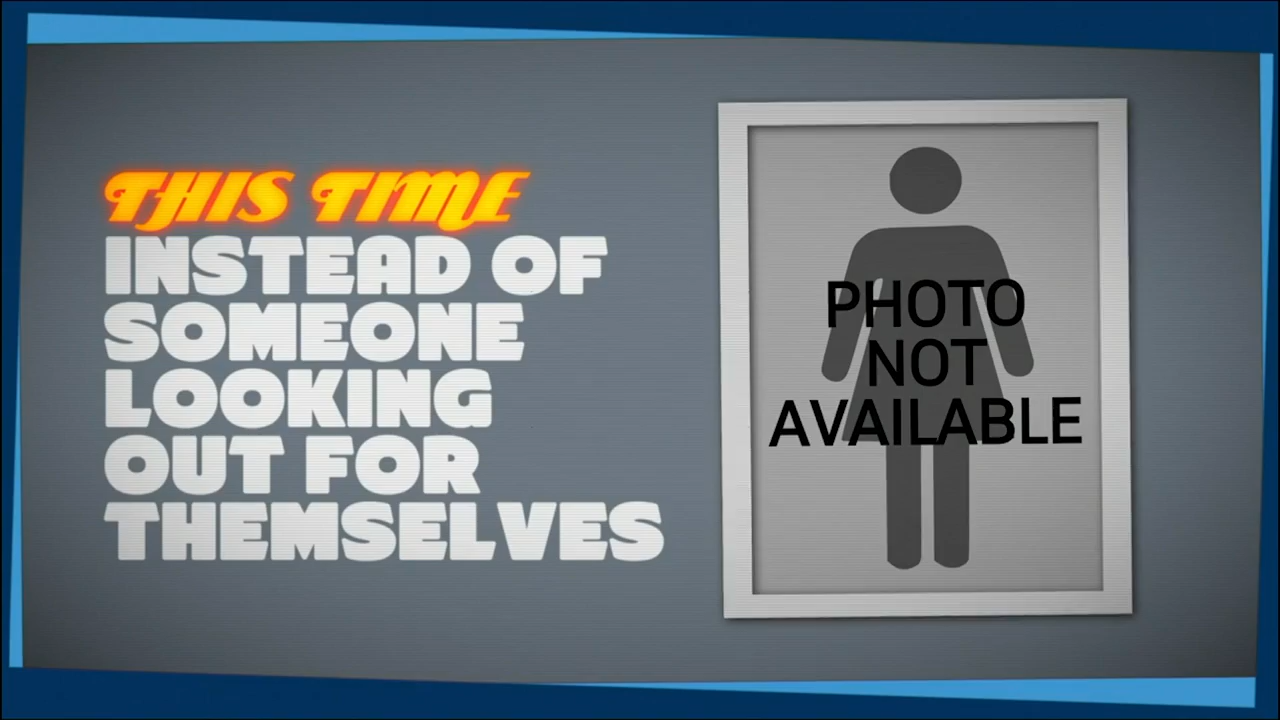 THIS TIME
INSTEAD OF
SOMEONE
LOOKING
OUT FOR
THEMSELVES
PHOTO
NOT
AVAILABLE